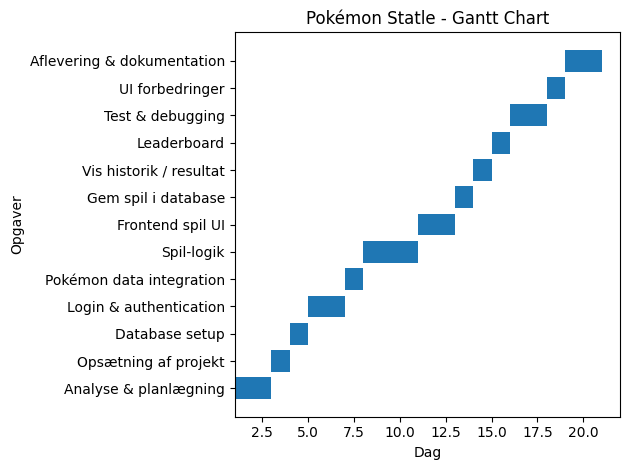 Pokémon Statle - Gantt Chart
Opgaver
Aflevering & dokumentation
UI forbedringer
Test & debugging
Leaderboard
Vis historik / resultat
Gem spil i database
Frontend spil UI
Spil-logik
Pokémon data integration
Login & authentication
Database setup
Opsætning af projekt
Analyse & planlægning
2.5 5.0 7.5 10.0 12.5 15.0 17.5 20.0
Dag